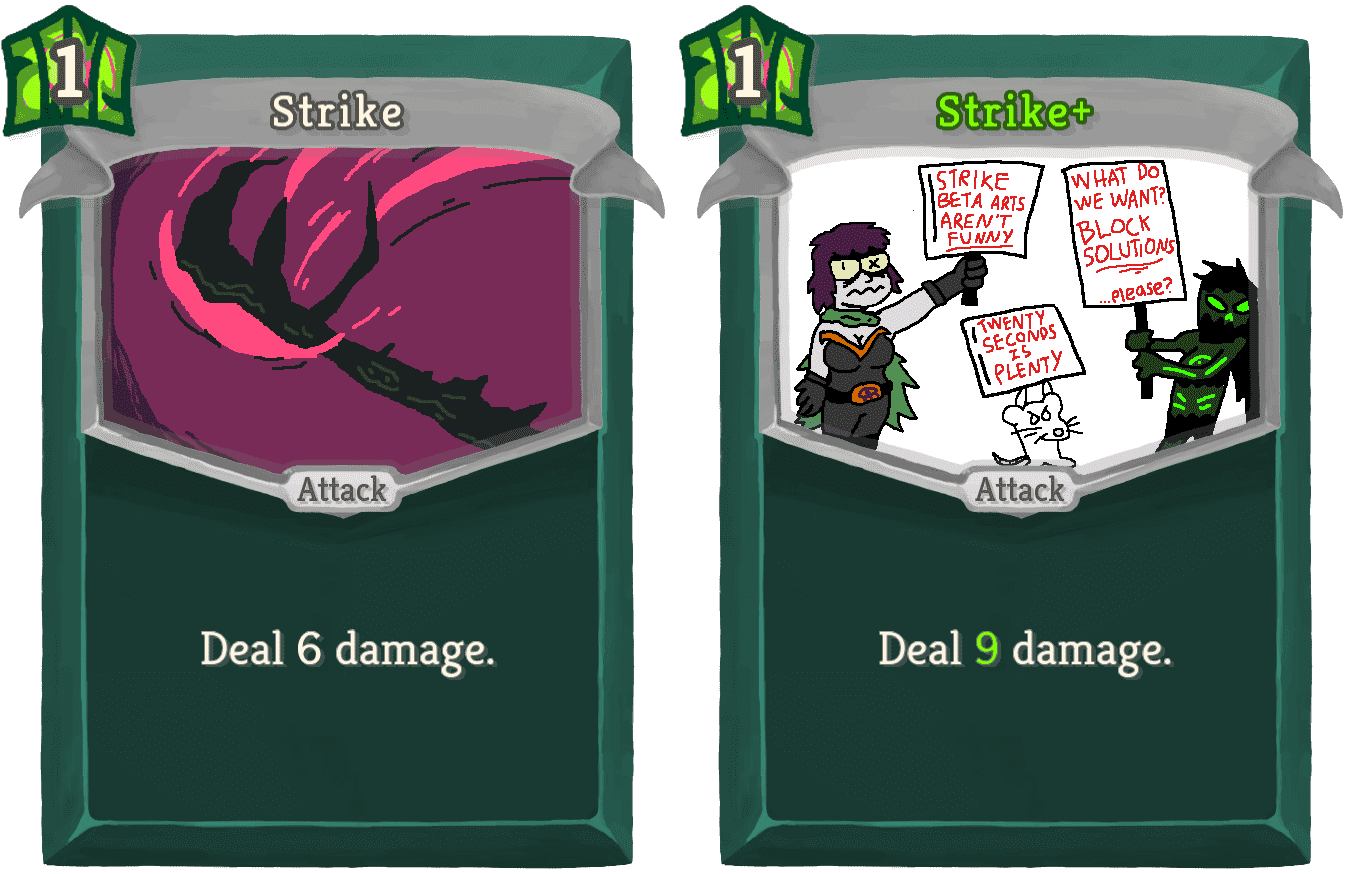 1
Strike
Attack
Deal 6 damage.
1
Strike+
STRIKE
BETA ARTS
AREN'T
FUNNY
WHAT DO
WE WANT?
BLOCK
SOLUTIONS
...please?
TWENTY
SECONDS
IS
PLENTY
Attack
Deal 9 damage.